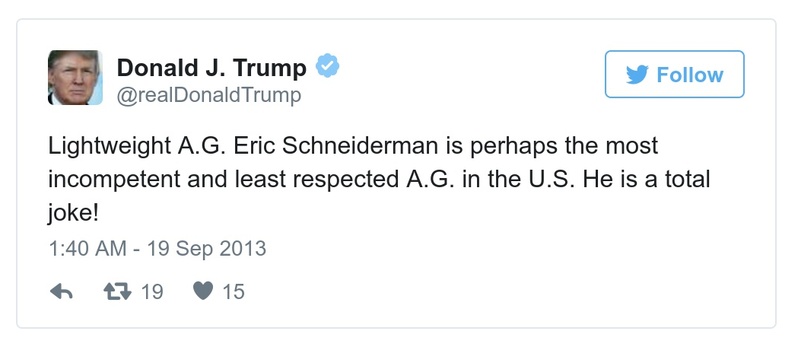 Donald J. Trump
@realDonaldTrump
Follow
Lightweight A.G. Eric Schneiderman is perhaps the most
incompetent and least respected A.G. in the U.S. He is a total
joke!
1:40 AM - 19 Sep 2013
19 15